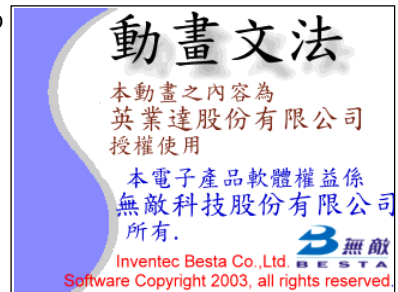 動畫文法
本動畫之內容為
英業達股份有限公司
授權使用
本電子產品軟體權益係
無敵科技股份有限公司
所有.
無敵
BESTA
Inventec Besta Co.,Ltd.
Software Copyright 2003, all rights reserved.